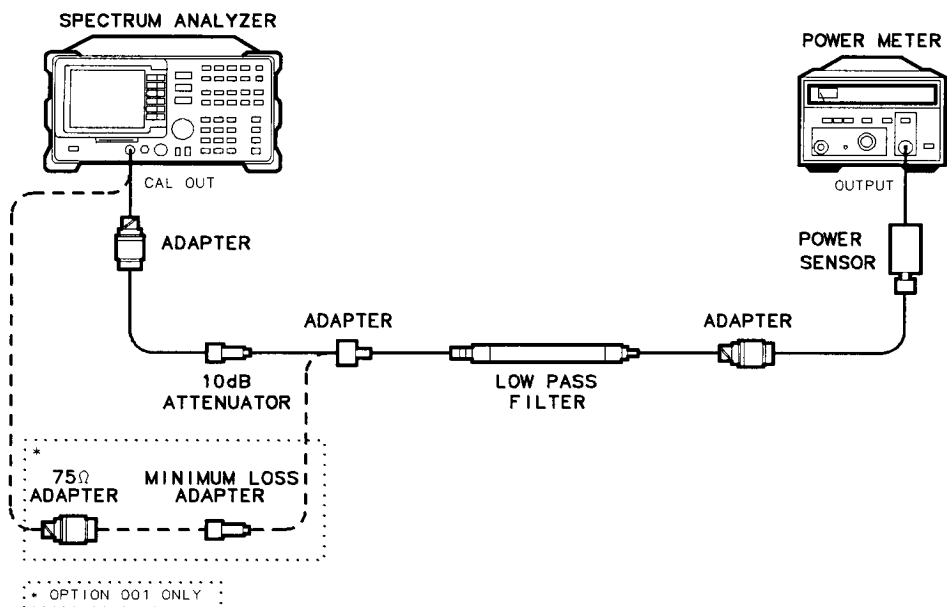 SPECTRUM ANALYZER
POWER METER
CAL OUT
OUTPUT
ADAPTER
POWER
SENSOR
ADAPTER
ADAPTER
10dB
ATTENUATOR
LOW PASS
FILTER
*
75Ω
ADAPTER
MINIMUM LOSS
ADAPTER
* OPTION 001 ONLY